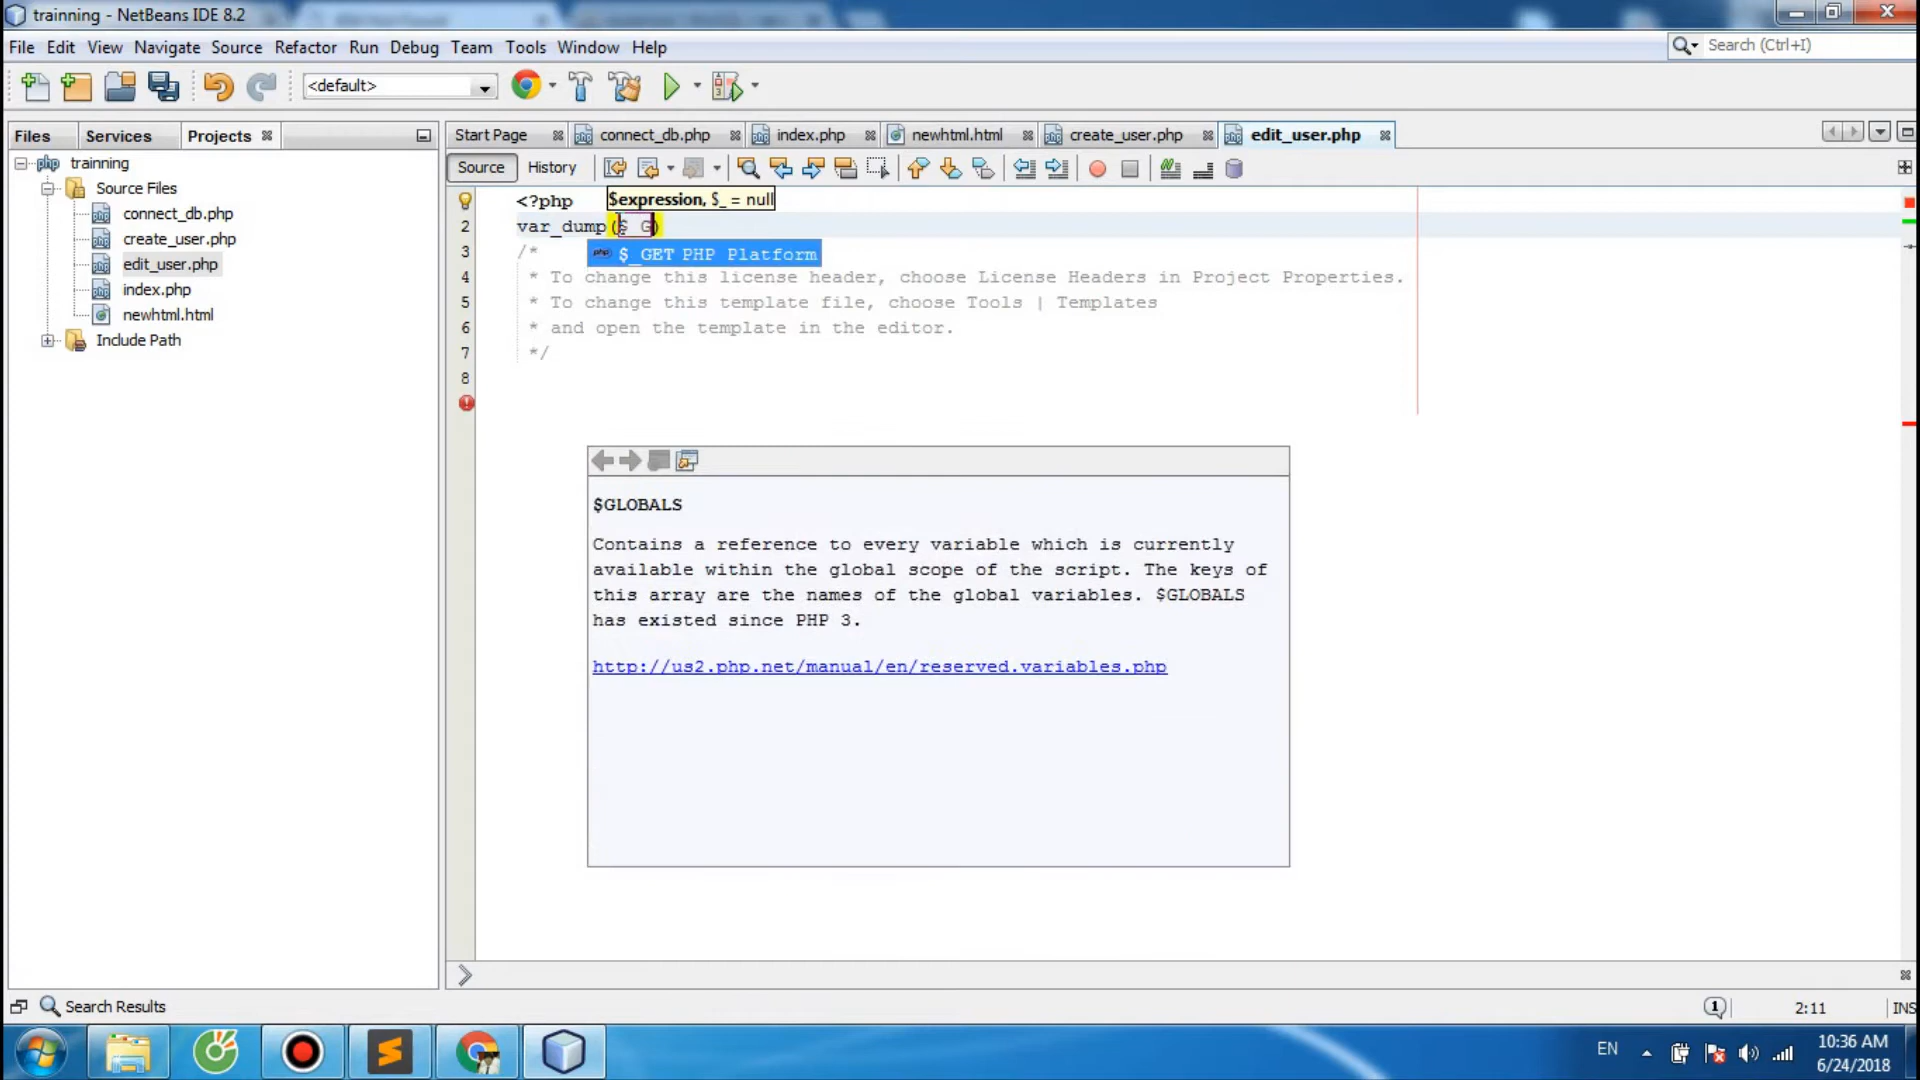 trainning - NetBeans IDE 8.2
File Edit View Navigate Source Refactor Run Debug Team Tools Window Help
Search (Ctrl+I)
<default>
Files Services Projects
Start Page connect_db.php index.php newhtml.html create_user.php edit_user.php
trainning
Source Files
connect_db.php
create_user.php
edit_user.php
index.php
newhtml.html
Include Path
Source History
$expression, $_ = null
<?php
2 var_dump($_G)
$_GET PHP Platform
3 /*
4 * To change this license header, choose License Headers in Project Properties.
5 * To change this template file, choose Tools | Templates
6 * and open the template in the editor.
7 */
8
$GLOBALS
Contains a reference to every variable which is currently
available within the global scope of the script. The keys of
this array are the names of the global variables. $GLOBALS
has existed since PHP 3.
http://us2.php.net/manual/en/reserved.variables.php
Search Results
1
2:11
INS
EN
10:36 AM
6/24/2018